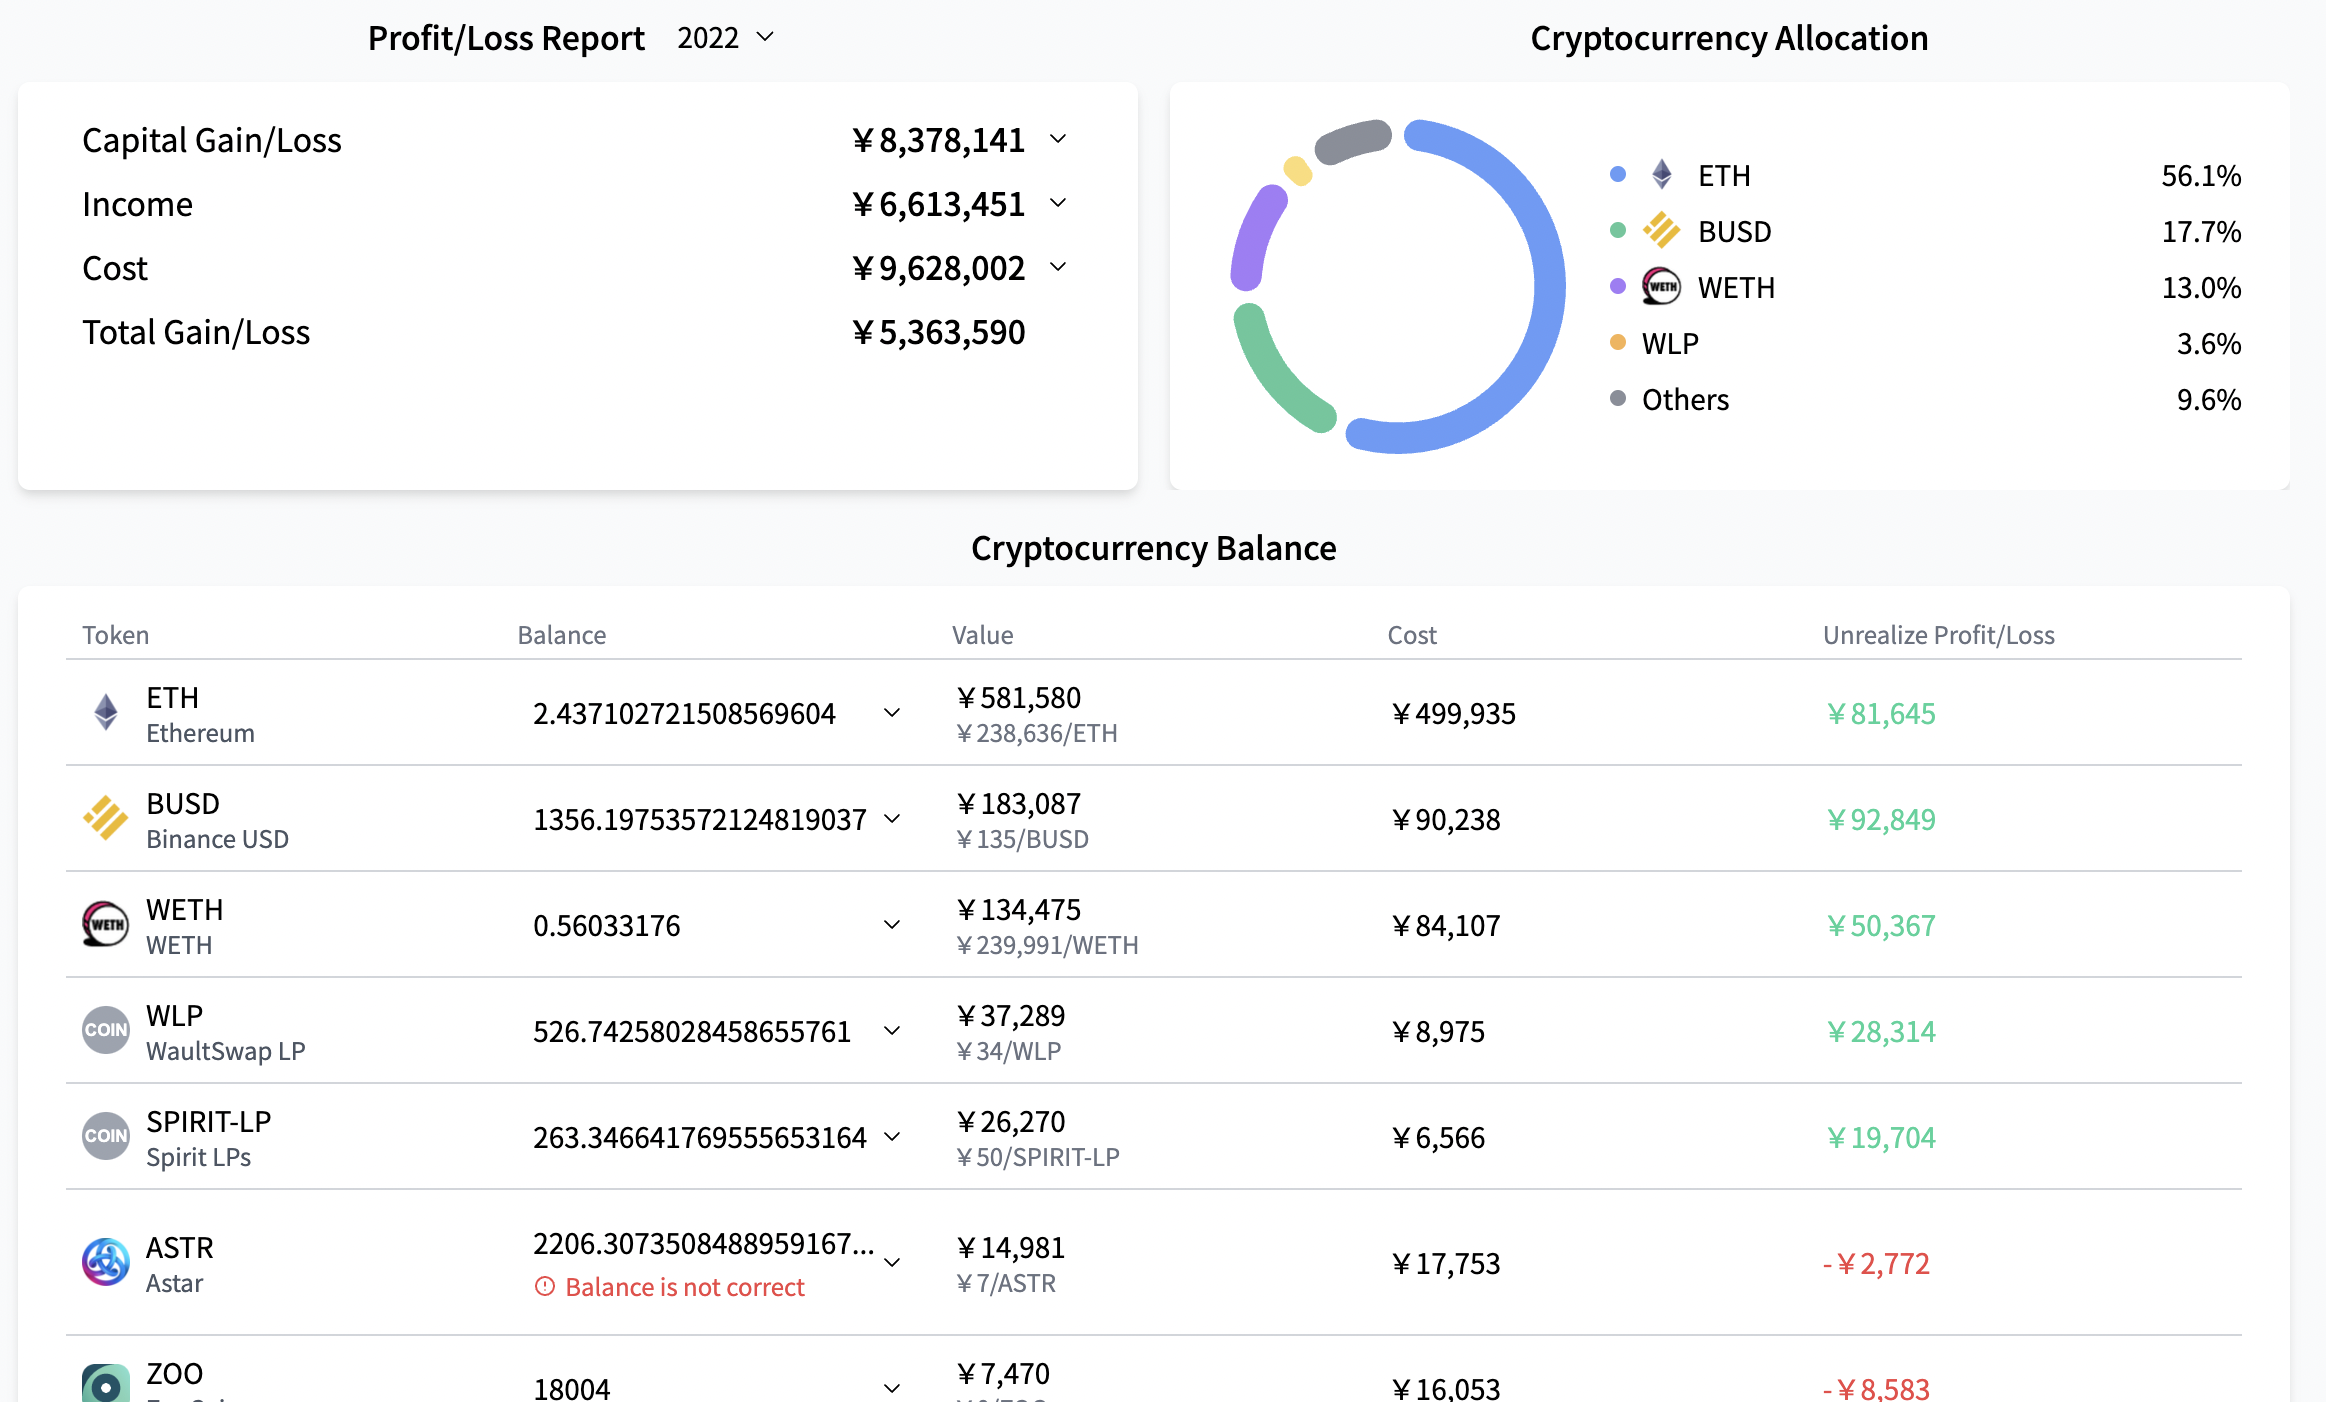 Profit/Loss Report 2022
Capital Gain/Loss ¥8,378,141
Income ¥6,613,451
Cost ¥9,628,002
Total Gain/Loss ¥5,363,590
Cryptocurrency Allocation
ETH 56.1%
BUSD 17.7%
WETH WETH 13.0%
WLP 3.6%
Others 9.6%
Cryptocurrency Balance
Token Balance Value Cost Unrealize Profit/Loss
ETH
Ethereum
2.437102721508569604
¥581,580
¥238,636/ETH
¥499,935
¥81,645
BUSD
Binance USD
1356.19753572124819037
¥183,087
¥135/BUSD
¥90,238
¥92,849
WETH
WETH
WETH
0.56033176
¥134,475
¥239,991/WETH
¥84,107
¥50,367
COIN
WLP
WaultSwap LP
526.74258028458655761
¥37,289
¥34/WLP
¥8,975
¥28,314
COIN
SPIRIT-LP
Spirit LPs
263.346641769555653164
¥26,270
¥50/SPIRIT-LP
¥6,566
¥19,704
ASTR
Astar
2206.3073508488959167...
Balance is not correct
¥14,981
¥7/ASTR
¥17,753
-¥2,772
ZOO
18004
¥7,470
¥16,053
-¥8,583